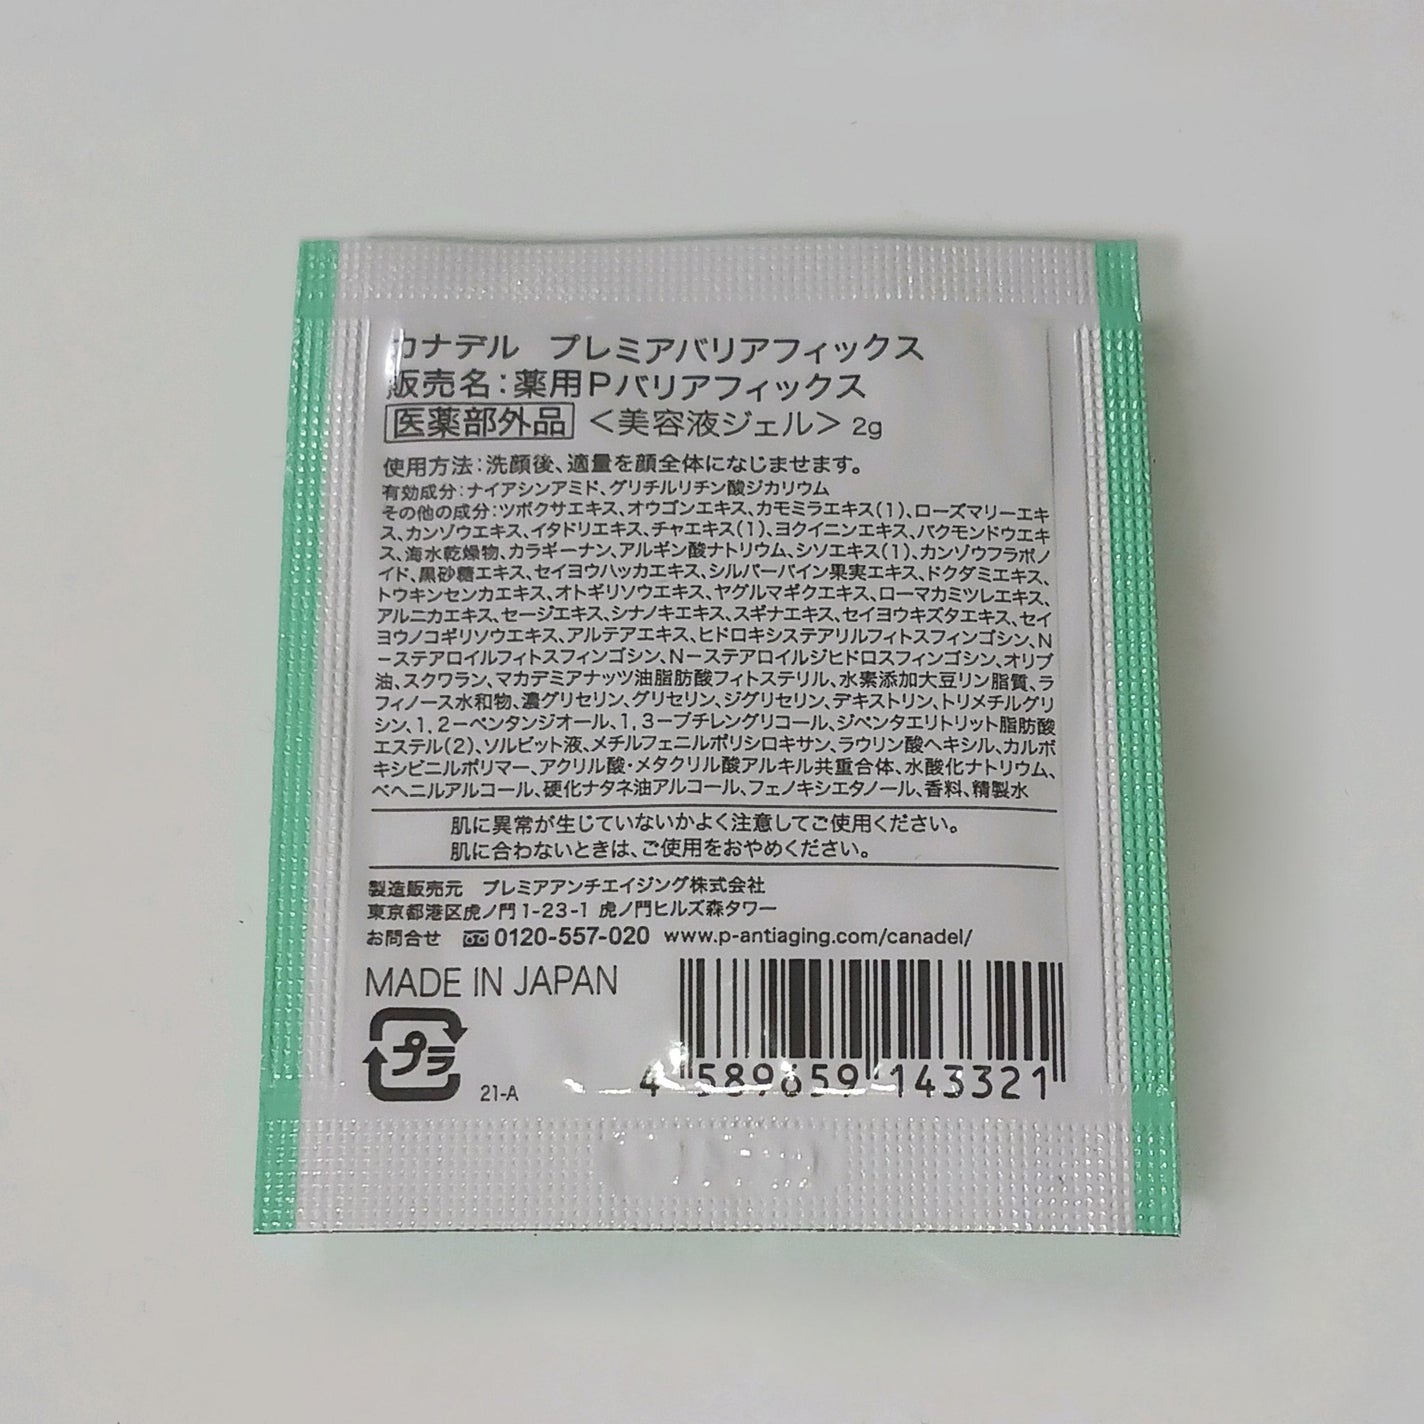 カナデル プレミアバリアフィックス
販売名:薬用Pバリアフィックス
医薬部外品 <美容液ジェル> 2g
使用方法:洗顔後、適量を顔全体になじませます。
有効成分:ナイアシンアミド、グリチルリチン酸ジカリウム
その他の成分:ツボクサエキス、オウゴンエキス、カモミラエキス(1)、ローズマリーエキ
ス、カンゾウエキス、イタドリエキス、チャエキス(1)、ヨクイニンエキス、バクモンドウエキ
ス、海水乾燥物、カラギーナン、アルギン酸ナトリウム、シソエキス(1)、カンゾウフラボノ
イド、黒砂糖エキス、セイヨウハッカエキス、シルバーバイン果実エキス、ドクダミエキス、
トウキンセンカエキス、オトギリソウエキス、ヤグルマギクエキス、ローマカミツレエキス、
アルニカエキス、セージエキス、シナノキエキス、スギナエキス、セイヨウキズタエキス、セイ
ヨウノコギリソウエキス、アルテアエキス、ヒドロキシステアリルフィトスフィンゴシン、N
-ステアロイルフィトスフィンゴシン、N-ステアロイルジヒドロスフィンゴシン、オリブ
油、スクワラン、マカデミアナッツ油脂肪酸フィトステリル、水素添加大豆リン脂質、ラ
フィノース水和物、濃グリセリン、グリセリン、ジグリセリン、デキストリン、トリメチルグリ
シン、1,2-ペンタンジオール、1,3-ブチレングリコール、ジペンタエリトリット脂肪酸
エステル(2)、ソルビット液、メチルフェニルポリシロキサン、ラウリン酸ヘキシル、カルボ
キシビニルポリマー、アクリル酸・メタクリル酸アルキル共重合体、水酸化ナトリウム、
ベヘニルアルコール、硬化ナタネ油アルコール、フェノキシエタノール、香料、精製水
肌に異常が生じていないかよく注意してご使用ください。
肌に合わないときは、ご使用をおやめください。
製造販売元 プレミアアンチエイジング株式会社
東京都港区虎ノ門1-23-1 虎ノ門ヒルズ森タワー
お問合せ 0120-557-020 www.p-antiaging.com/canadel/
MADE IN JAPAN
プラ
21-A
4 589659 143321